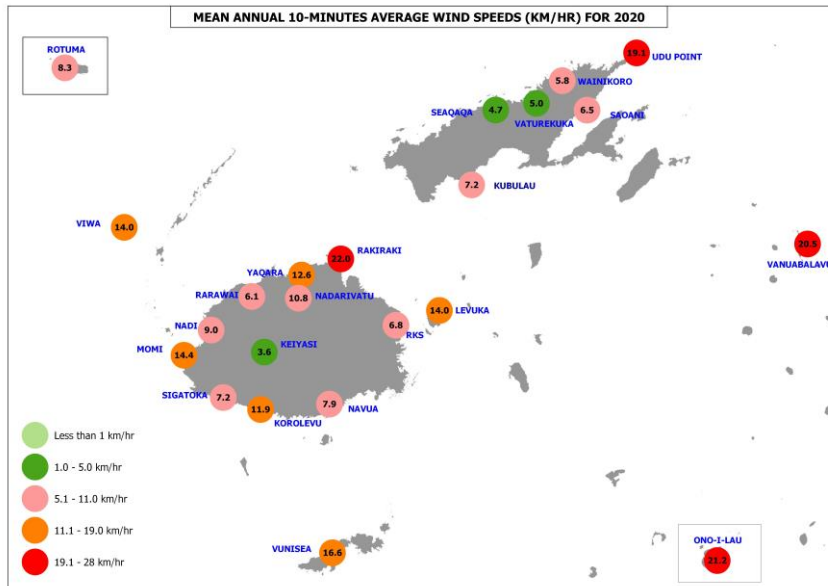 MEAN ANNUAL 10-MINUTES AVERAGE WIND SPEEDS (KM/HR) FOR 2020
ROTUMA
8.3
19.1
UDU POINT
5.8
WAINIKORO
SEAQAQA
4.7
5.0
VATUREKUKA
6.5
SAOANI
7.2
KUBULAU
VIWA
14.0
20.5
VANUABALAVU
RAKIRAKI
22.0
YAQARA
12.6
RARAWAI
6.1
10.8
NADARIVATU
14.0
LEVUKA
NADI
9.0
6.8
RKS
MOMI
14.4
3.6
KEIYASI
SIGATOKA
7.2
11.9
KOROLEVU
7.9
NAVUA
Less than 1 km/hr
1.0 - 5.0 km/hr
5.1 - 11.0 km/hr
11.1 - 19.0 km/hr
19.1 - 28 km/hr
VUNISEA
16.6
ONO-I-LAU
21.2